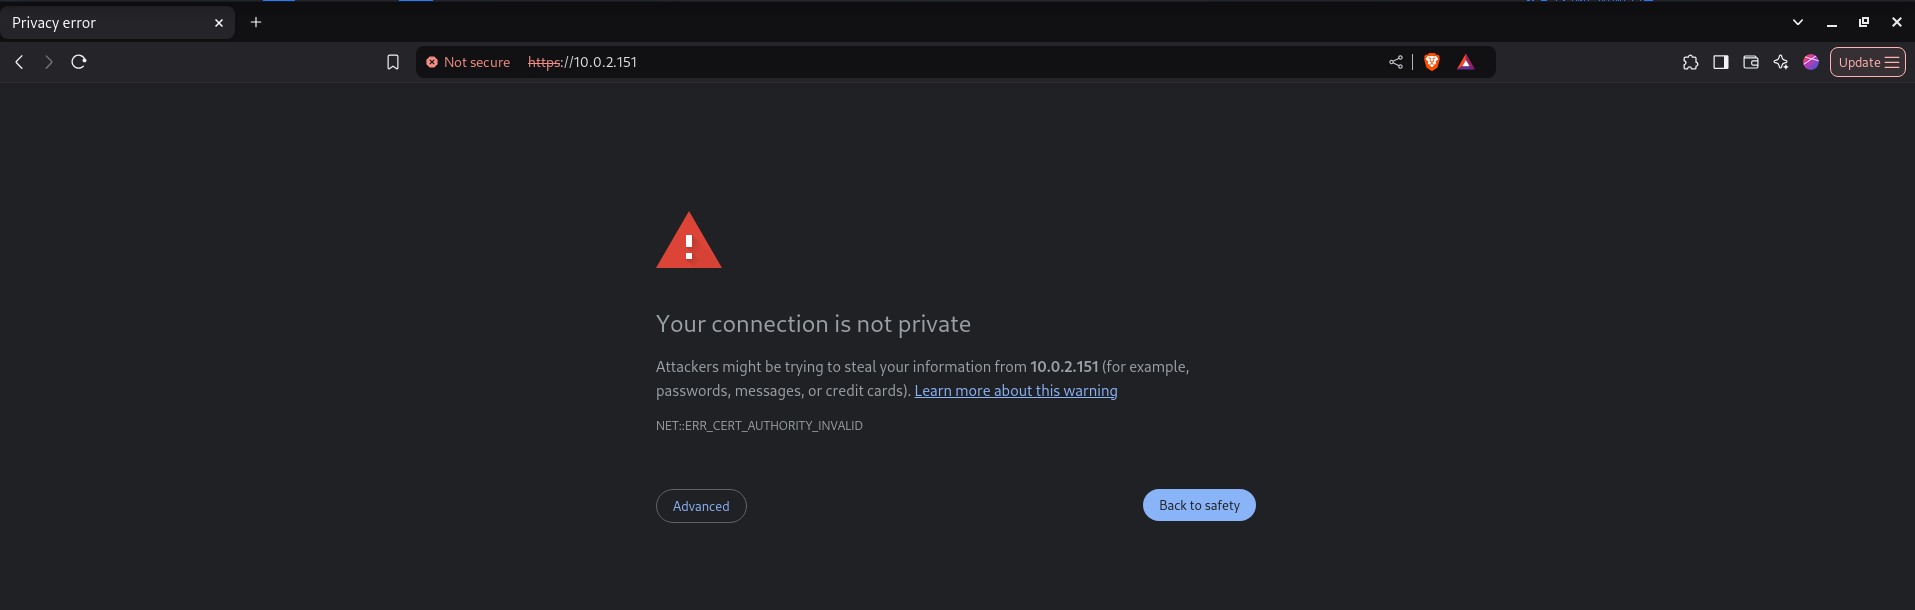 Privacy error
Not secure https://10.0.2.151
Update
Your connection is not private
Attackers might be trying to steal your information from 10.0.2.151 (for example,
passwords, messages, or credit cards). Learn more about this warning
NET::ERR_CERT_AUTHORITY_INVALID
Advanced
Back to safety